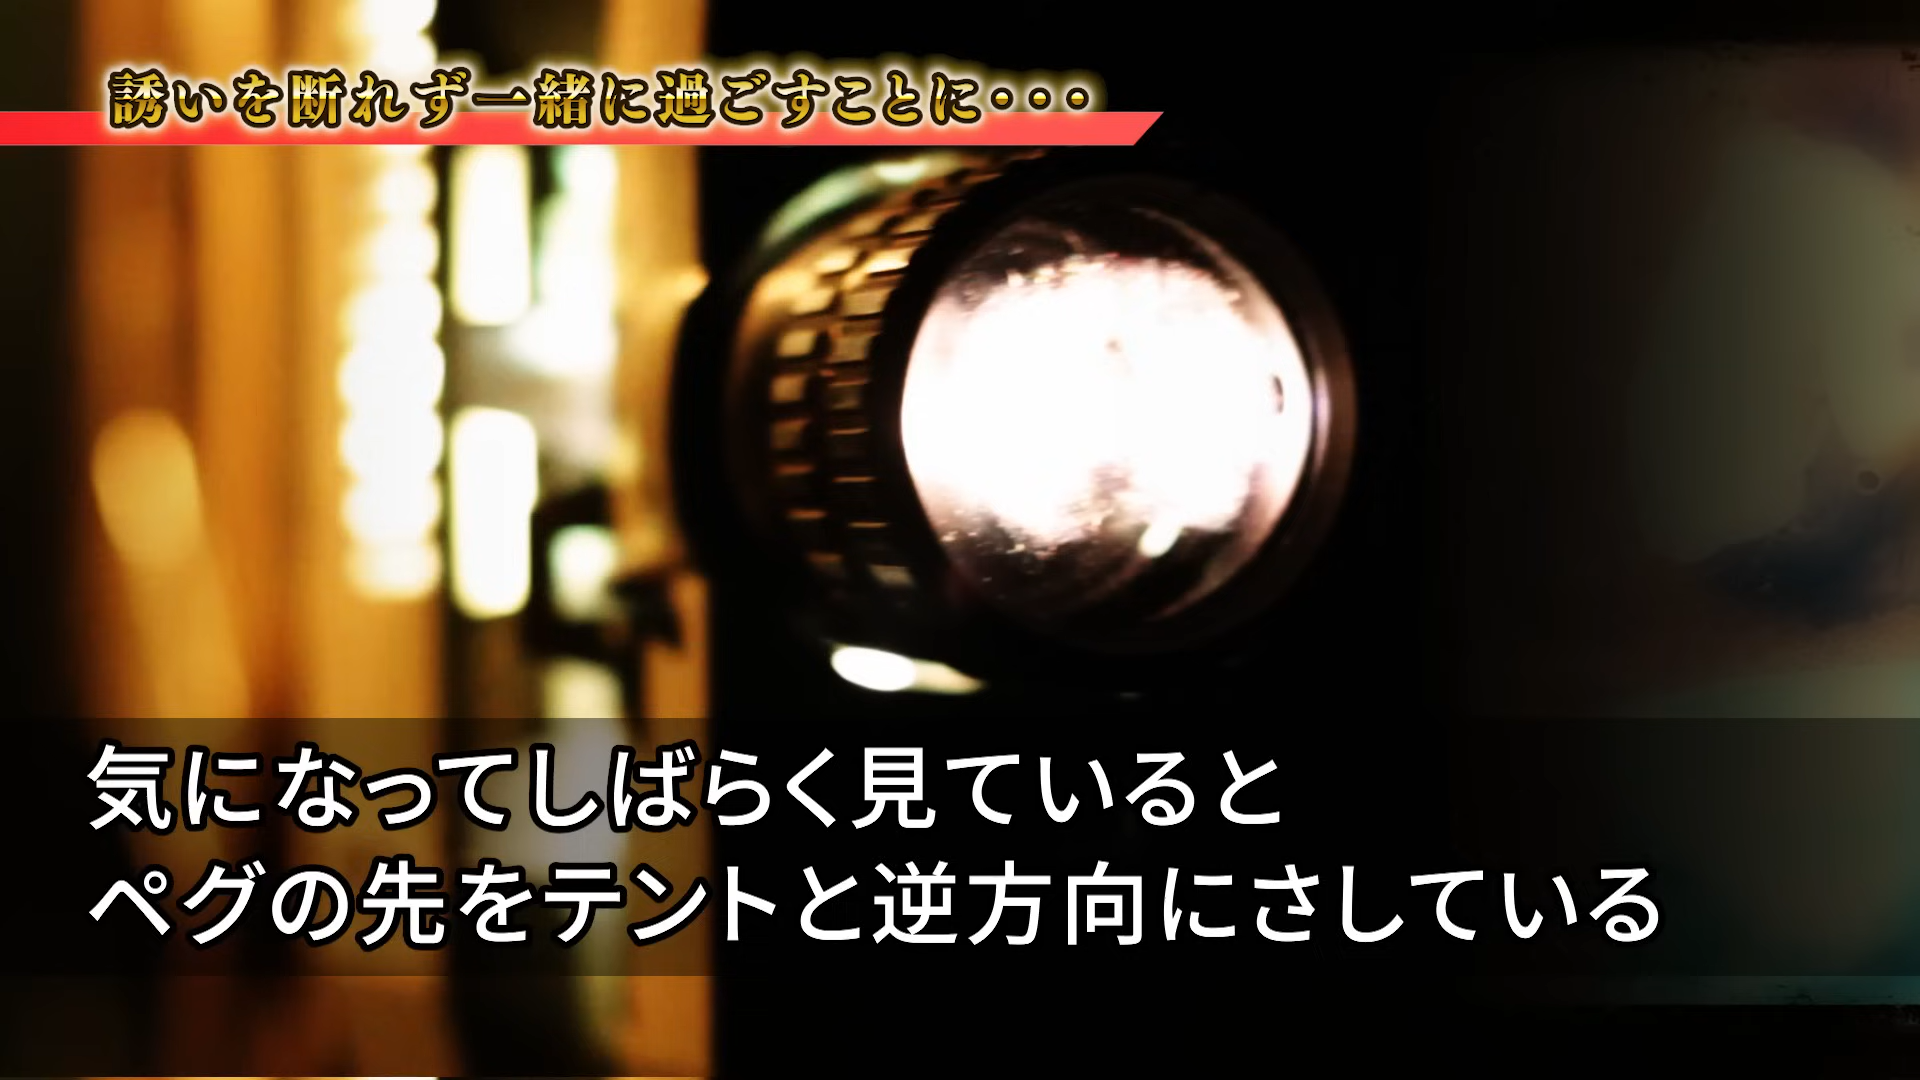 誘いを断れず一緒に過ごすことに・・・
気になってしばらく見ていると
ペグの先をテントと逆方向にさしている